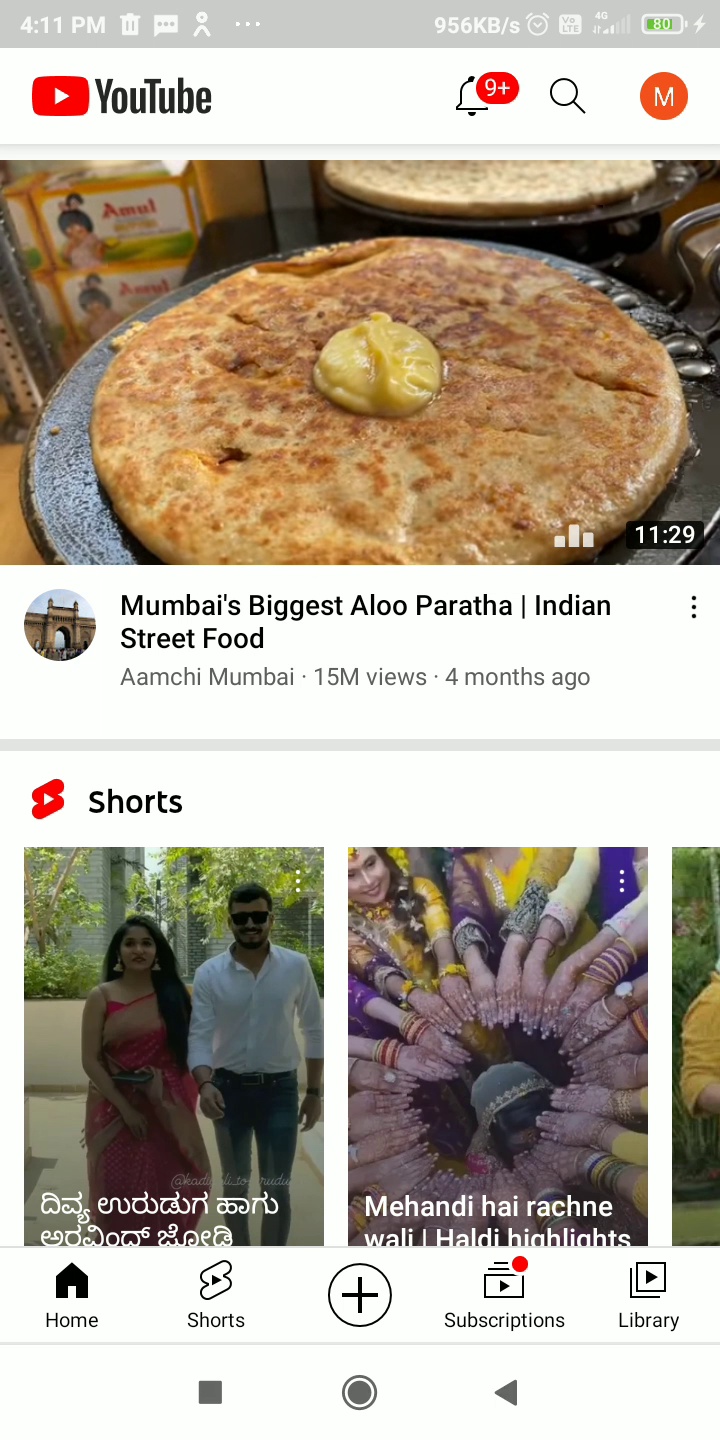 4:11 PM 956KB/s Vo LTE 4G 80
YouTube 9+ M
Amul
Amul
11:29
Mumbai's Biggest Aloo Paratha | Indian
Street Food
Aamchi Mumbai · 15M views · 4 months ago
Shorts
ದಿವ್ಯ ಉರುಡುಗ ಹಾಗು
ಅರವಿಂದ್ ಜೋಡಿ
Mehandi hai rachne
wali | Haldi highlights
Home Shorts Subscriptions Library